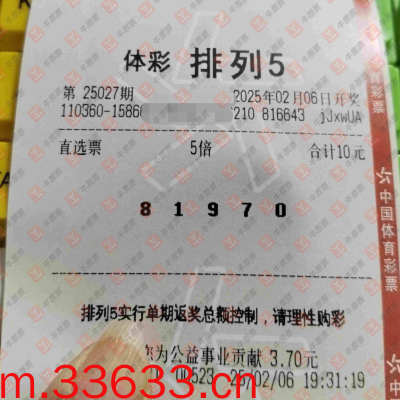 体彩 排列5
第 25027期 2025年02月06日开奖
110360-1586 210 816643 jJxwUA
直选票 5倍 合计10元
8 1 9 7 0
排列5实行单期返奖总额控制，请理性购彩
为公益事业贡献 3.70元
523 25/02/06 19:31:19
中国体育彩票
m.33633.cn